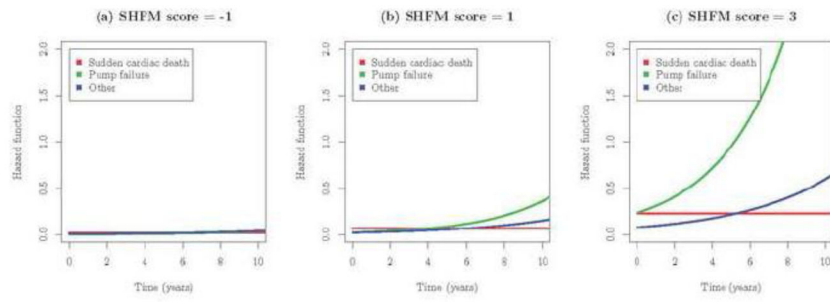 (a) SHFM score = -1
Hazard function
2.0
1.5
1.0
0.5
0.0
Sudden cardiac death
Pump failure
Other
0 2 4 6 8 10
Time (years)
(b) SHFM score = 1
Hazard function
2.0
1.5
1.0
0.5
0.0
Sudden cardiac death
Pump failure
Other
0 2 4 6 8 10
Time (years)
(c) SHFM score = 3
Hazard function
2.0
1.5
1.0
0.5
0.0
Sudden cardiac death
Pump failure
Other
0 2 4 6 8 10
Time (years)